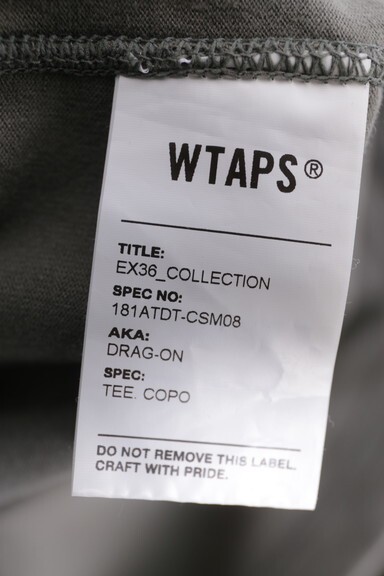 WTAPS®
TITLE:
EX36_COLLECTION
SPEC NO:
181ATDT-CSM08
AKA:
DRAG-ON
SPEC:
TEE. COPO
DO NOT REMOVE THIS LABEL.
CRAFT WITH PRIDE.